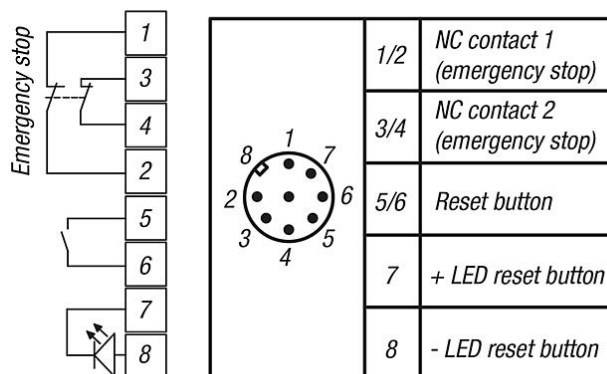 Emergency stop
1
3
4
2
5
6
7
8
1
8 7
2 6
3 5
4
1/2 NC contact 1
(emergency stop)
3/4 NC contact 2
(emergency stop)
5/6 Reset button
7 + LED reset button
8 - LED reset button